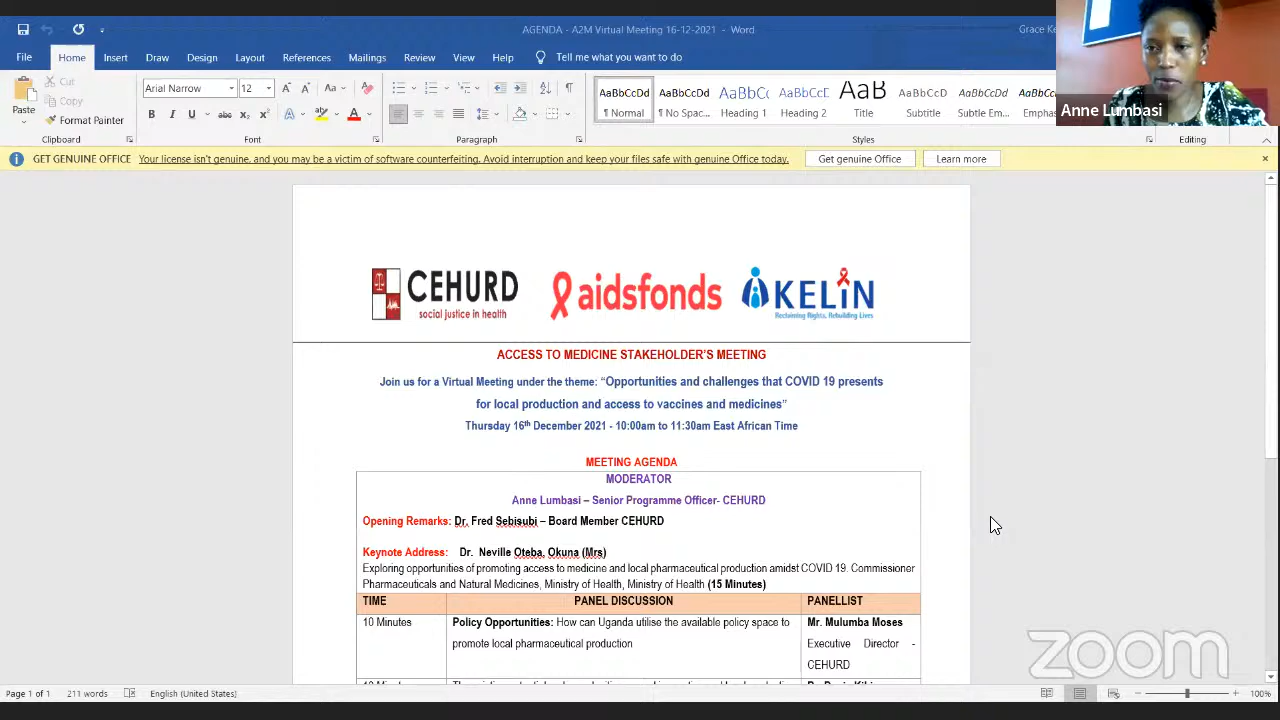 AGENDA - A2M Virtual Meeting 16-12-2021 - Word
Grace Ke
File Home Insert Draw Design Layout References Mailings Review View Help Tell me what you want to do
Anne Lumbasi
Paste
Cut
Copy
Format Painter
Clipboard
Arial Narrow 12
Font
Paragraph
AaBbCcDd AaBbCcDd AaBbCc AaBbCcE AaB AaBbCcD AaBbCcDd AaBbCcDd
¶ Normal ¶ No Spac... Heading 1 Heading 2 Title Subtitle Subtle Em... Emphas
Styles
Editing
GET GENUINE OFFICE Your license isn't genuine, and you may be a victim of software counterfeiting. Avoid interruption and keep your files safe with genuine Office today. Get genuine Office Learn more
CEHURD
social justice in health
aidsfonds
KELIN
Reclaiming Rights, Rebuilding Lives
ACCESS TO MEDICINE STAKEHOLDER'S MEETING
Join us for a Virtual Meeting under the theme: "Opportunities and challenges that COVID 19 presents
for local production and access to vaccines and medicines"
Thursday 16th December 2021 - 10:00am to 11:30am East African Time
MEETING AGENDA
MODERATOR
Anne Lumbasi – Senior Programme Officer- CEHURD
Opening Remarks: Dr. Fred Sebisubi – Board Member CEHURD
Keynote Address: Dr. Neville Oteba, Okuna (Mrs)
Exploring opportunities of promoting access to medicine and local pharmaceutical production amidst COVID 19. Commissioner
Pharmaceuticals and Natural Medicines, Ministry of Health, Ministry of Health (15 Minutes)
TIME PANEL DISCUSSION PANELLIST
10 Minutes Policy Opportunities: How can Uganda utilise the available policy space to Mr. Mulumba Moses
promote local pharmaceutical production Executive Director -
CEHURD
zoom
Page 1 of 1 211 words English (United States) 100%